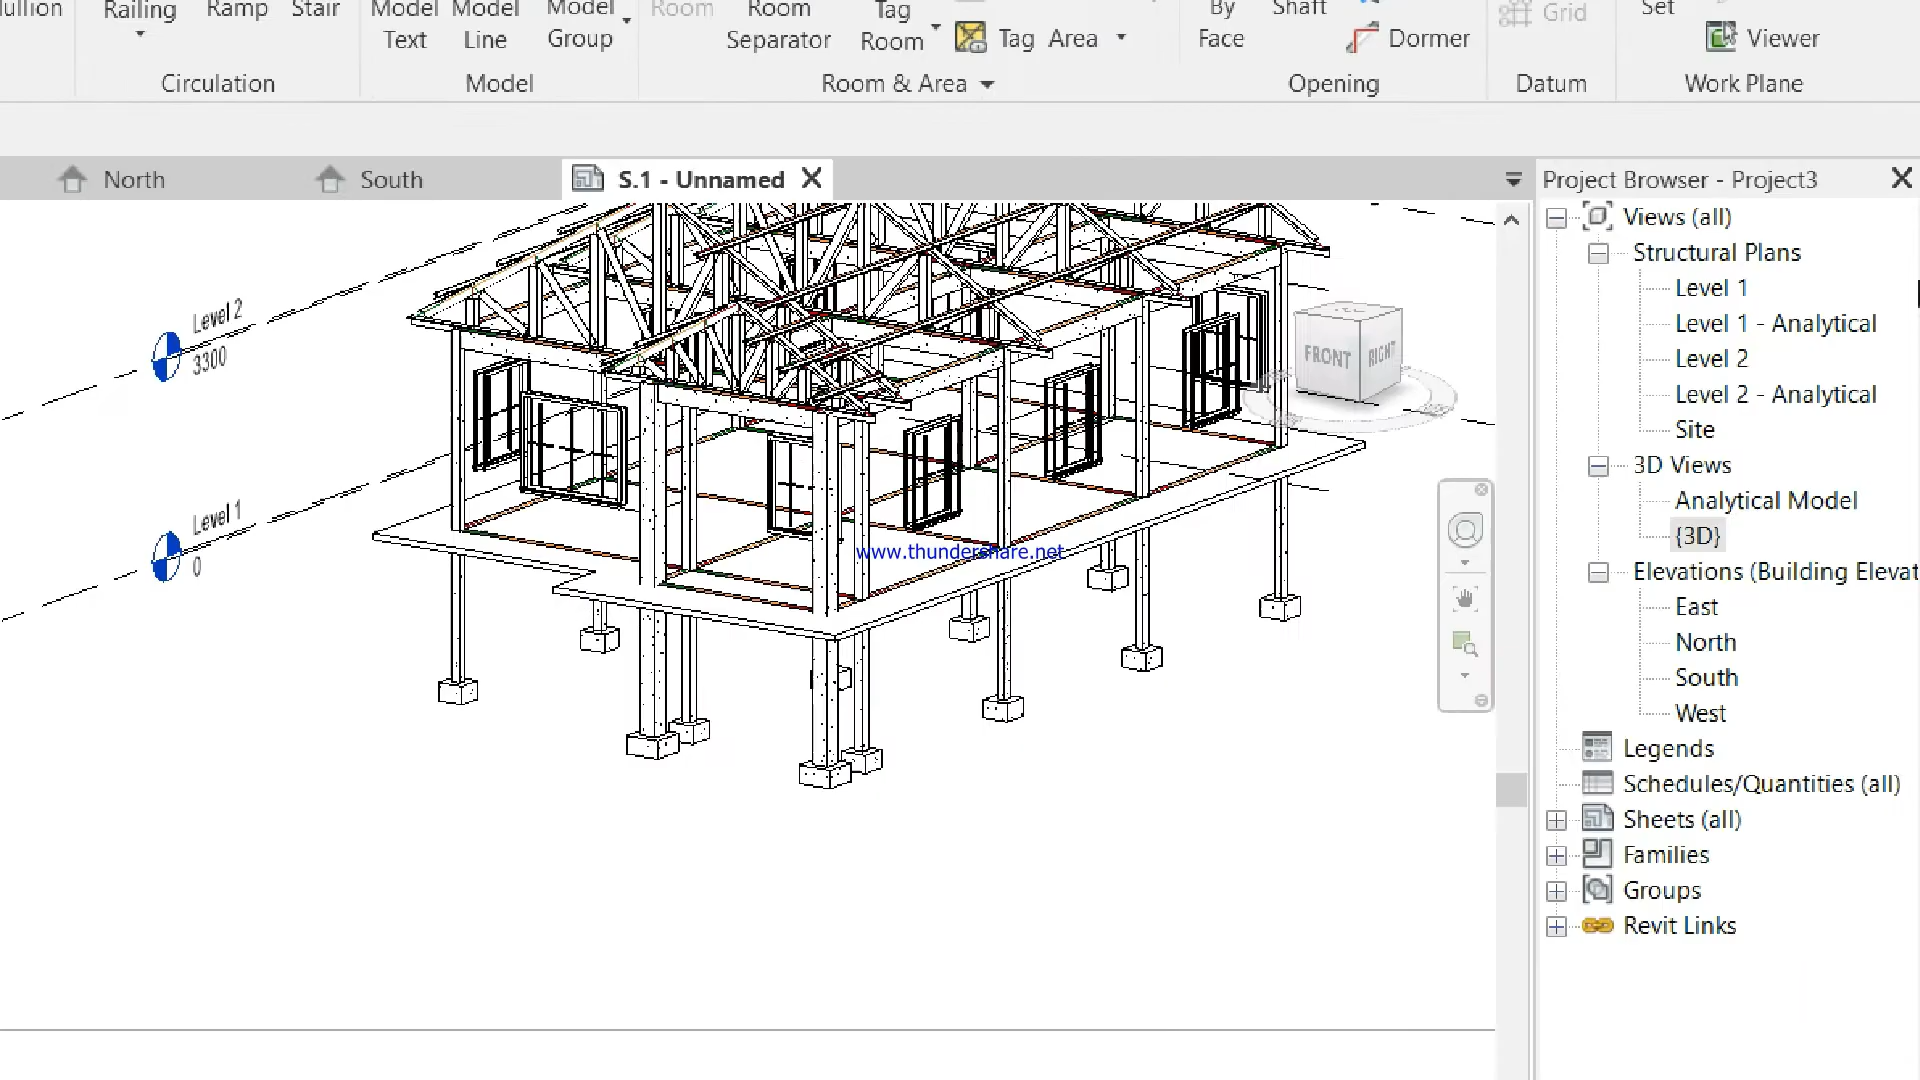 Railing
Ramp
Stair
Model
Text
Model
Line
Model
Group
Room
Room
Separator
Tag
Room
Tag Area
By
Face
Shaft
Dormer
Grid
Set
Viewer
Circulation
Model
Room & Area
Opening
Datum
Work Plane
North
South
S.1 - Unnamed
Project Browser - Project3
Views (all)
Structural Plans
Level 1
Level 1 - Analytical
Level 2
Level 2 - Analytical
Site
3D Views
Analytical Model
{3D}
Elevations (Building Elevat
East
North
South
West
Legends
Schedules/Quantities (all)
Sheets (all)
Families
Groups
Revit Links
Level 2
3300
Level 1
0
FRONT
RIGHT
www.thundershare.net